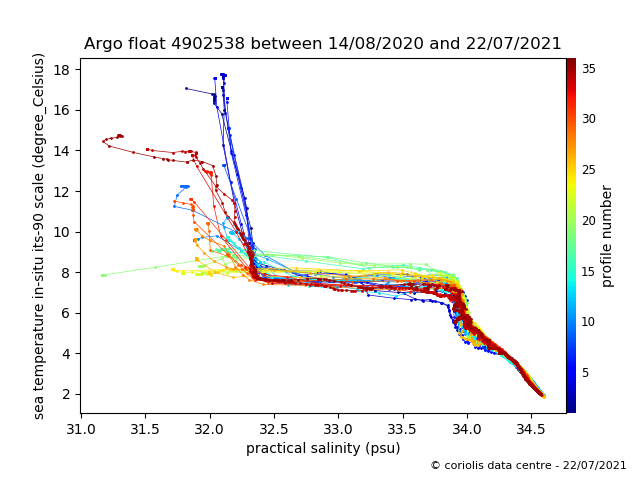 Argo float 4902538 between 14/08/2020 and 22/07/2021
sea temperature in-situ its-90 scale (degree_Celsius)
18
16
14
12
10
8
6
4
2
31.0 31.5 32.0 32.5 33.0 33.5 34.0 34.5
practical salinity (psu)
35
30
25
20
15
10
5
profile number
© coriolis data centre - 22/07/2021